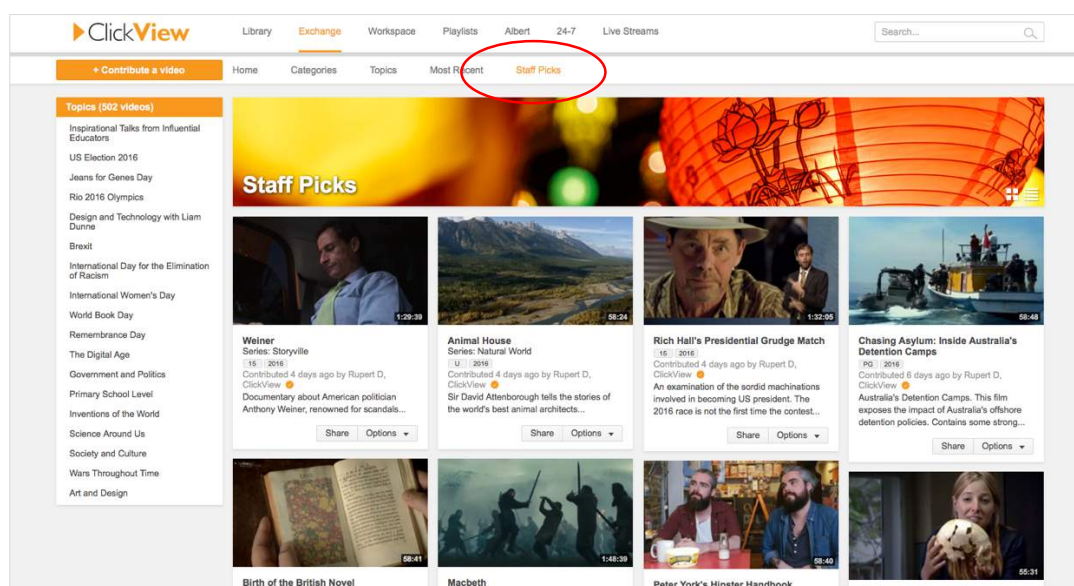 ClickView
Library Exchange Workspace Playlists Albert 24-7 Live Streams
Search...
+ Contribute a video
Home Categories Topics Most Recent Staff Picks
Topics (502 videos)
Inspirational Talks from Influential
Educators
US Election 2016
Jeans for Genes Day
Rio 2016 Olympics
Design and Technology with Liam
Dunne
Brexit
International Day for the Elimination
of Racism
International Women's Day
World Book Day
Remembrance Day
The Digital Age
Government and Politics
Primary School Level
Inventions of the World
Science Around Us
Society and Culture
Wars Throughout Time
Art and Design
Staff Picks
1:29:39
Weiner
Series: Storyville
15 2016
Contributed 4 days ago by Rupert D,
ClickView
Documentary about American politician
Anthony Weiner, renowned for scandals...
Share Options
58:24
Animal House
Series: Natural World
U 2016
Contributed 4 days ago by Rupert D,
ClickView
Sir David Attenborough tells the stories of
the world's best animal architects...
Share Options
1:32:05
Rich Hall's Presidential Grudge Match
15 2016
Contributed 4 days ago by Rupert D,
ClickView
An examination of the sordid machinations
involved in becoming US president. The
2016 race is not the first time the contest...
Share Options
58:48
Chasing Asylum: Inside Australia's
Detention Camps
PG 2016
Contributed 6 days ago by Rupert D,
ClickView
Australia's Detention Camps. This film
exposes the impact of Australia's offshore
detention policies. Contains some strong...
Share Options
58:41
Birth of the British Novel
1:48:39
Macbeth
58:40
Peter York's Hipster Handbook
55:31